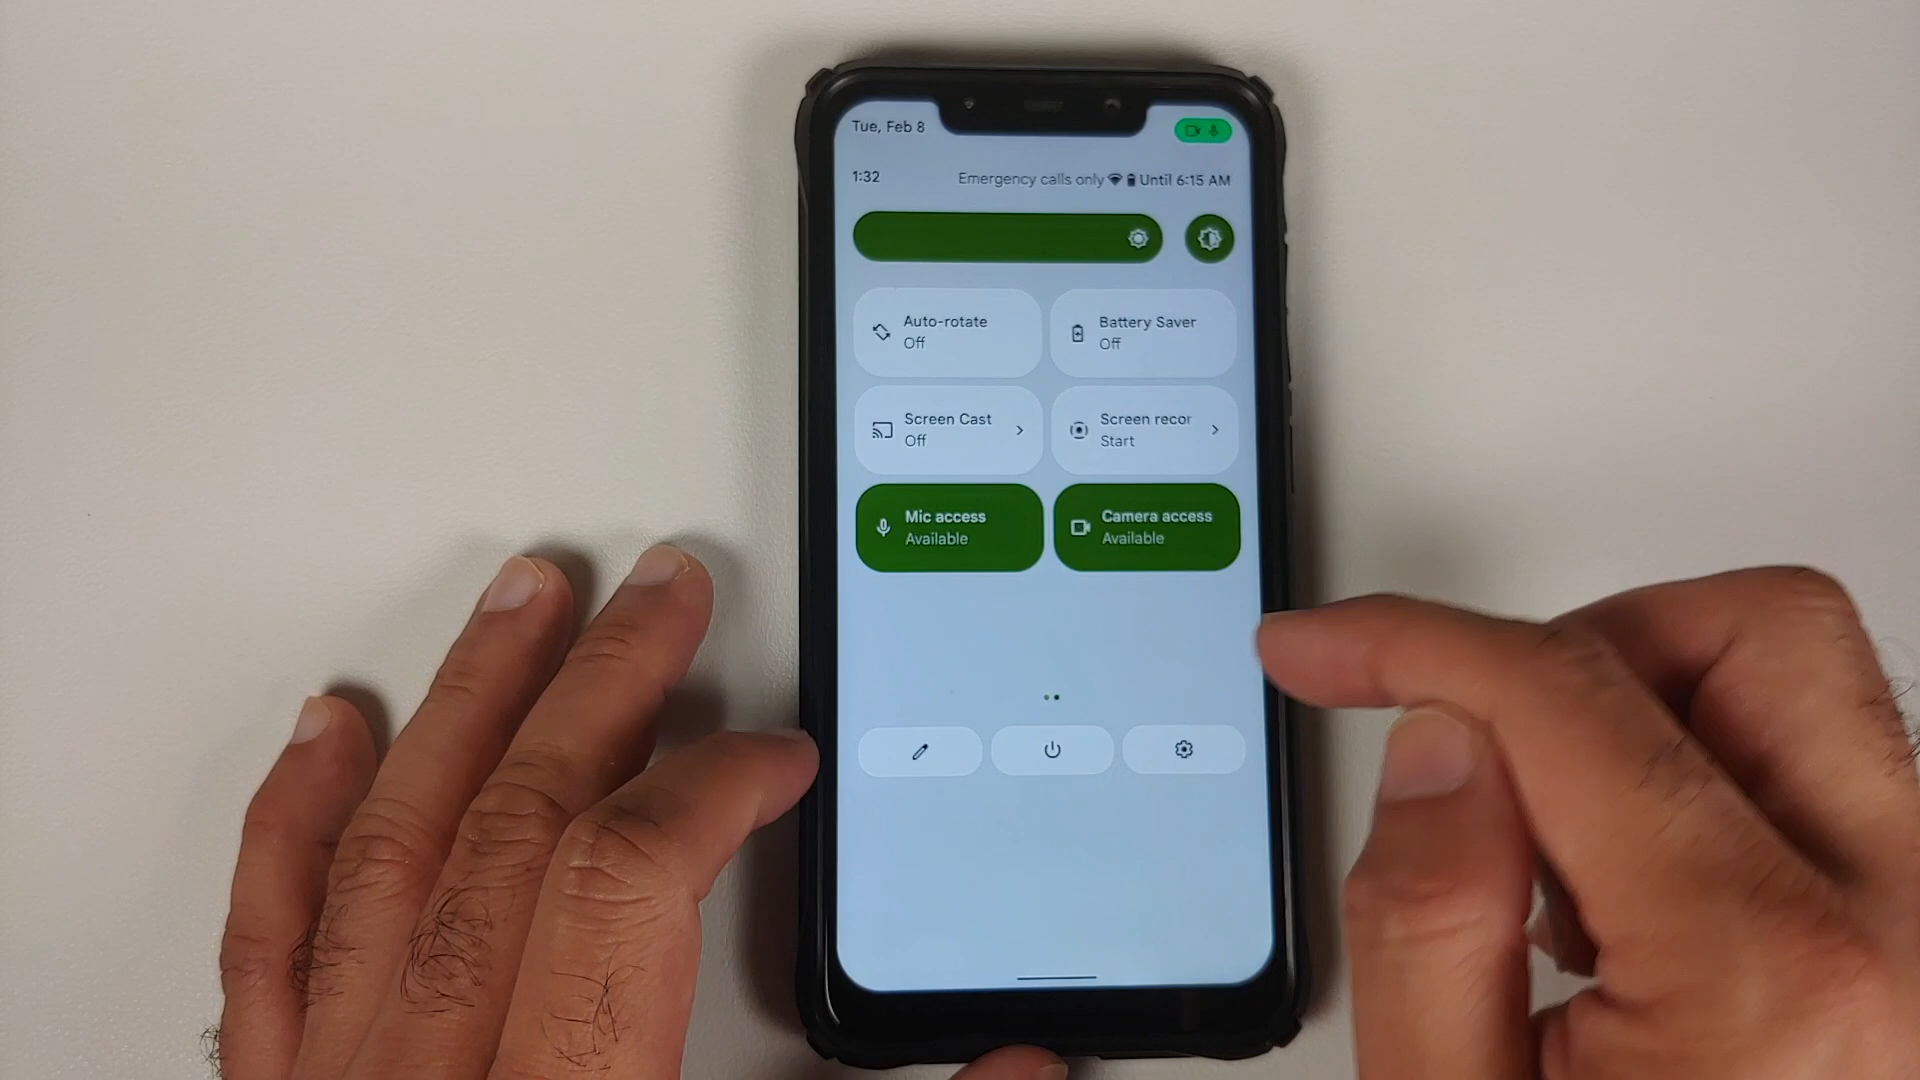 Tue, Feb 8
1:32
Emergency calls only Until 6:15 AM
Auto-rotate
Off
Battery Saver
Off
Screen Cast
Off
Screen recor
Start
Mic access
Available
Camera access
Available